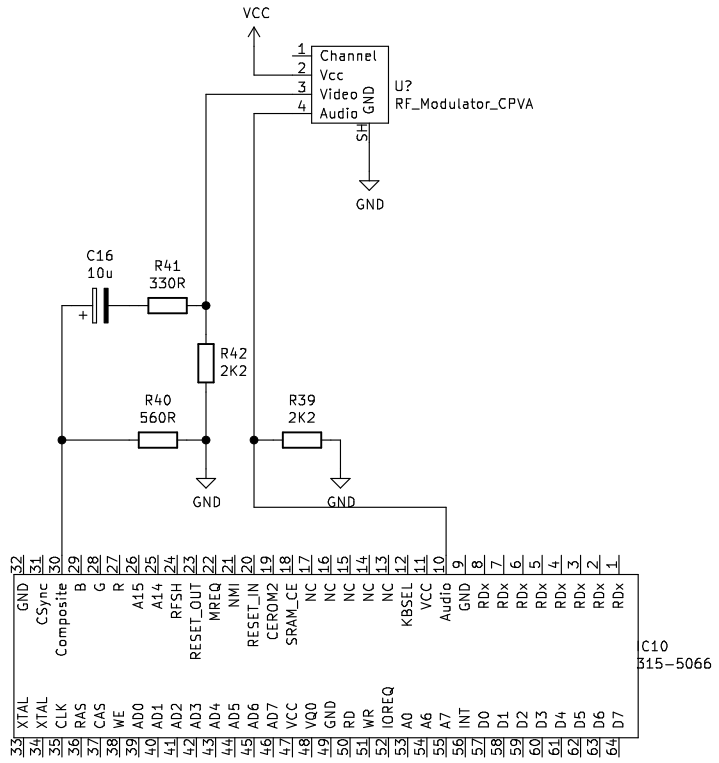 VCC
1 Channel
2 Vcc
3 Video
4 Audio
GND
SH
U?
RF_Modulator_CPVA
GND
C16
10u
+
R41
330R
R42
2K2
R40
560R
R39
2K2
GND
GND
32 31 30 29 28 27 26 25 24 23 22 21 20 19 18 17 16 15 14 13 12 11 10 9 8 7 6 5 4 3 2 1
GND CSync Composite B G R A15 A14 RFSH RESET_OUT MREQ NMI RESET_IN CEROM2 SRAM_CE NC NC NC NC NC KBSEL VCC Audio GND RDx RDx RDx RDx RDx RDx RDx RDx
IC10
315-5066
XTAL XTAL CLK RAS CAS WE AD0 AD1 AD2 AD3 AD4 AD5 AD6 AD7 VCC VQ0 GND RD WR IOREQ A0 A6 A7 INT D0 D1 D2 D3 D4 D5 D6 D7
33 34 35 36 37 38 39 40 41 42 43 44 45 46 47 48 49 50 51 52 53 54 55 56 57 58 59 60 61 62 63 64